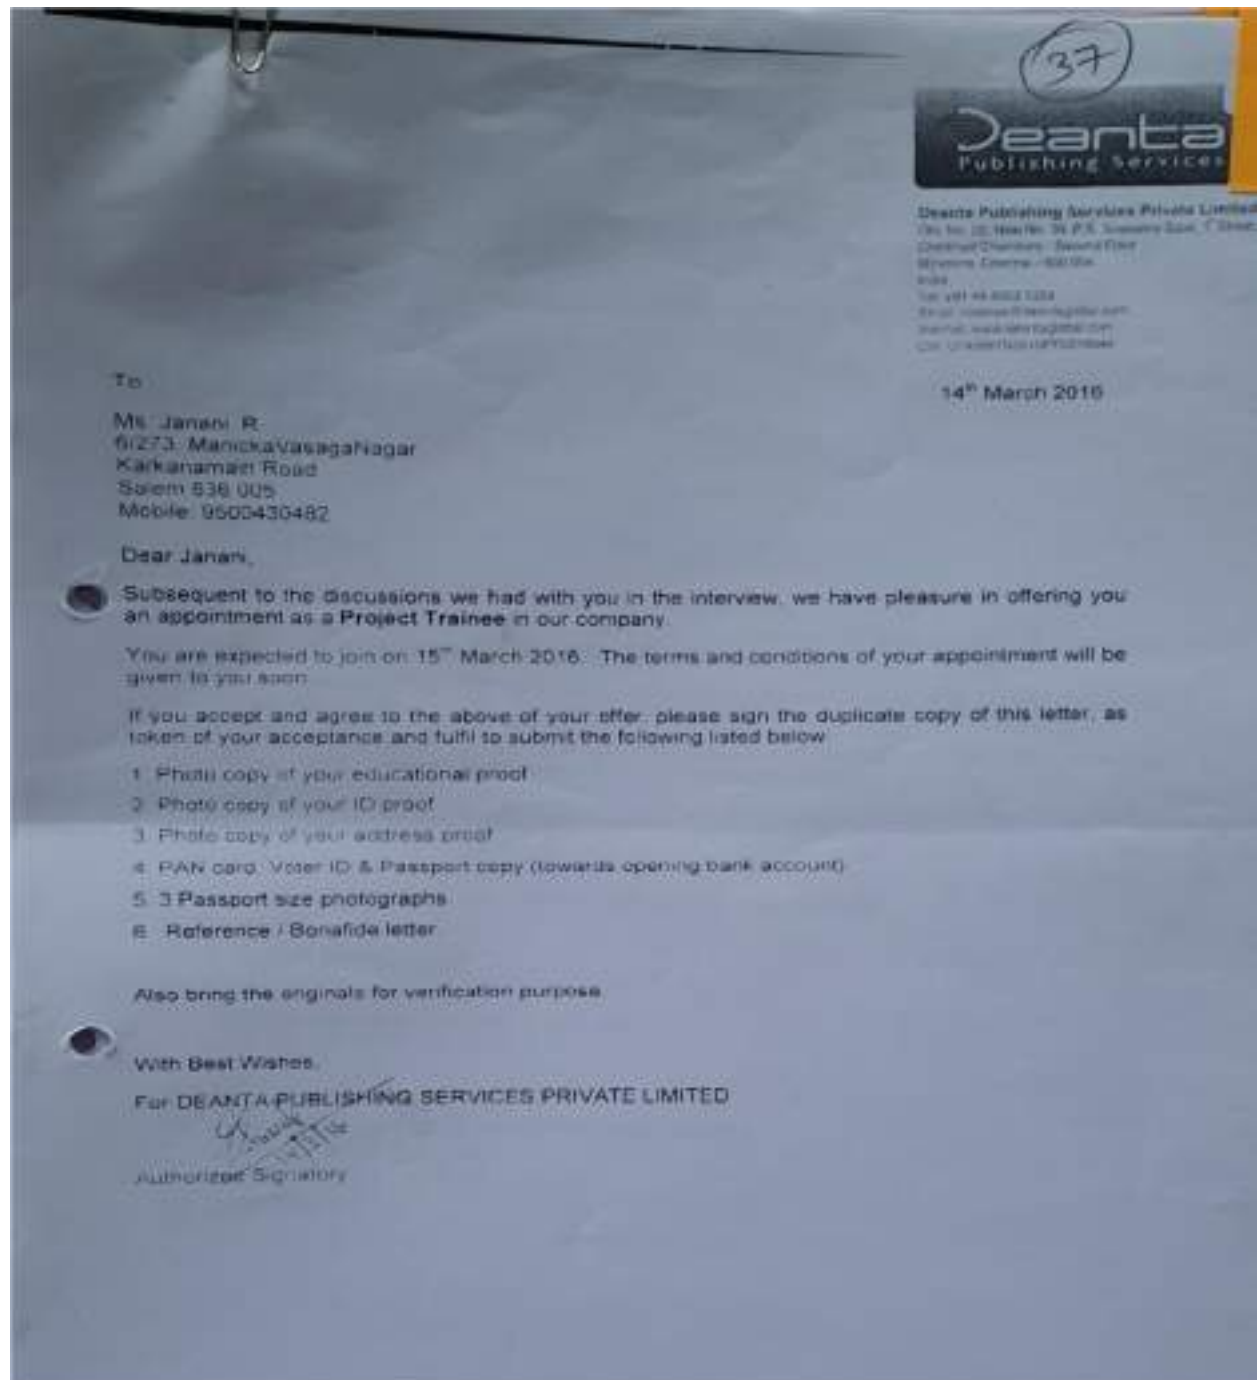 37
Deanta
Publishing Services
Deanta Publishing Services Private Limited
Second Floor
India
14th March 2016
To
Ms. Janani R
6/273, ManickaVasagaNagar
Road
Salem 636 005
Mobile: 9500430482
Dear Janani,
Subsequent to the discussions we had with you in the interview, we have pleasure in offering you
an appointment as a Project Trainee in our company.
You are expected to join on 15th March 2016. The terms and conditions of your appointment will be
given to you soon
If you accept and agree to the above of your offer, please sign the duplicate copy of this letter, as
token of your acceptance and fulfil to submit the following listed below
1. Photo copy of your educational proof
2. Photo copy of your ID proof
3. Photo copy of your address proof
4. PAN card, Voter ID & Passport copy (towards opening bank account)
5. 3 Passport size photographs
6. Reference / Bonafide letter
Also bring the originals for verification purpose.
With Best Wishes,
For DEANTA PUBLISHING SERVICES PRIVATE LIMITED
Authorized Signatory